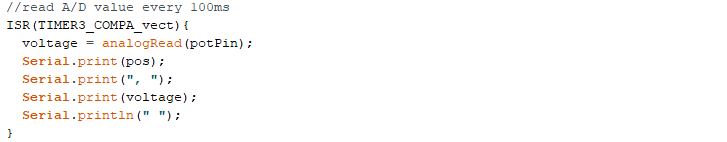 //read A/D value every 100ms
ISR(TIMER3_COMPA_vect){
  voltage = analogRead(potPin);
  Serial.print(pos);
  Serial.print(", ");
  Serial.print(voltage);
  Serial.println(" ");
}